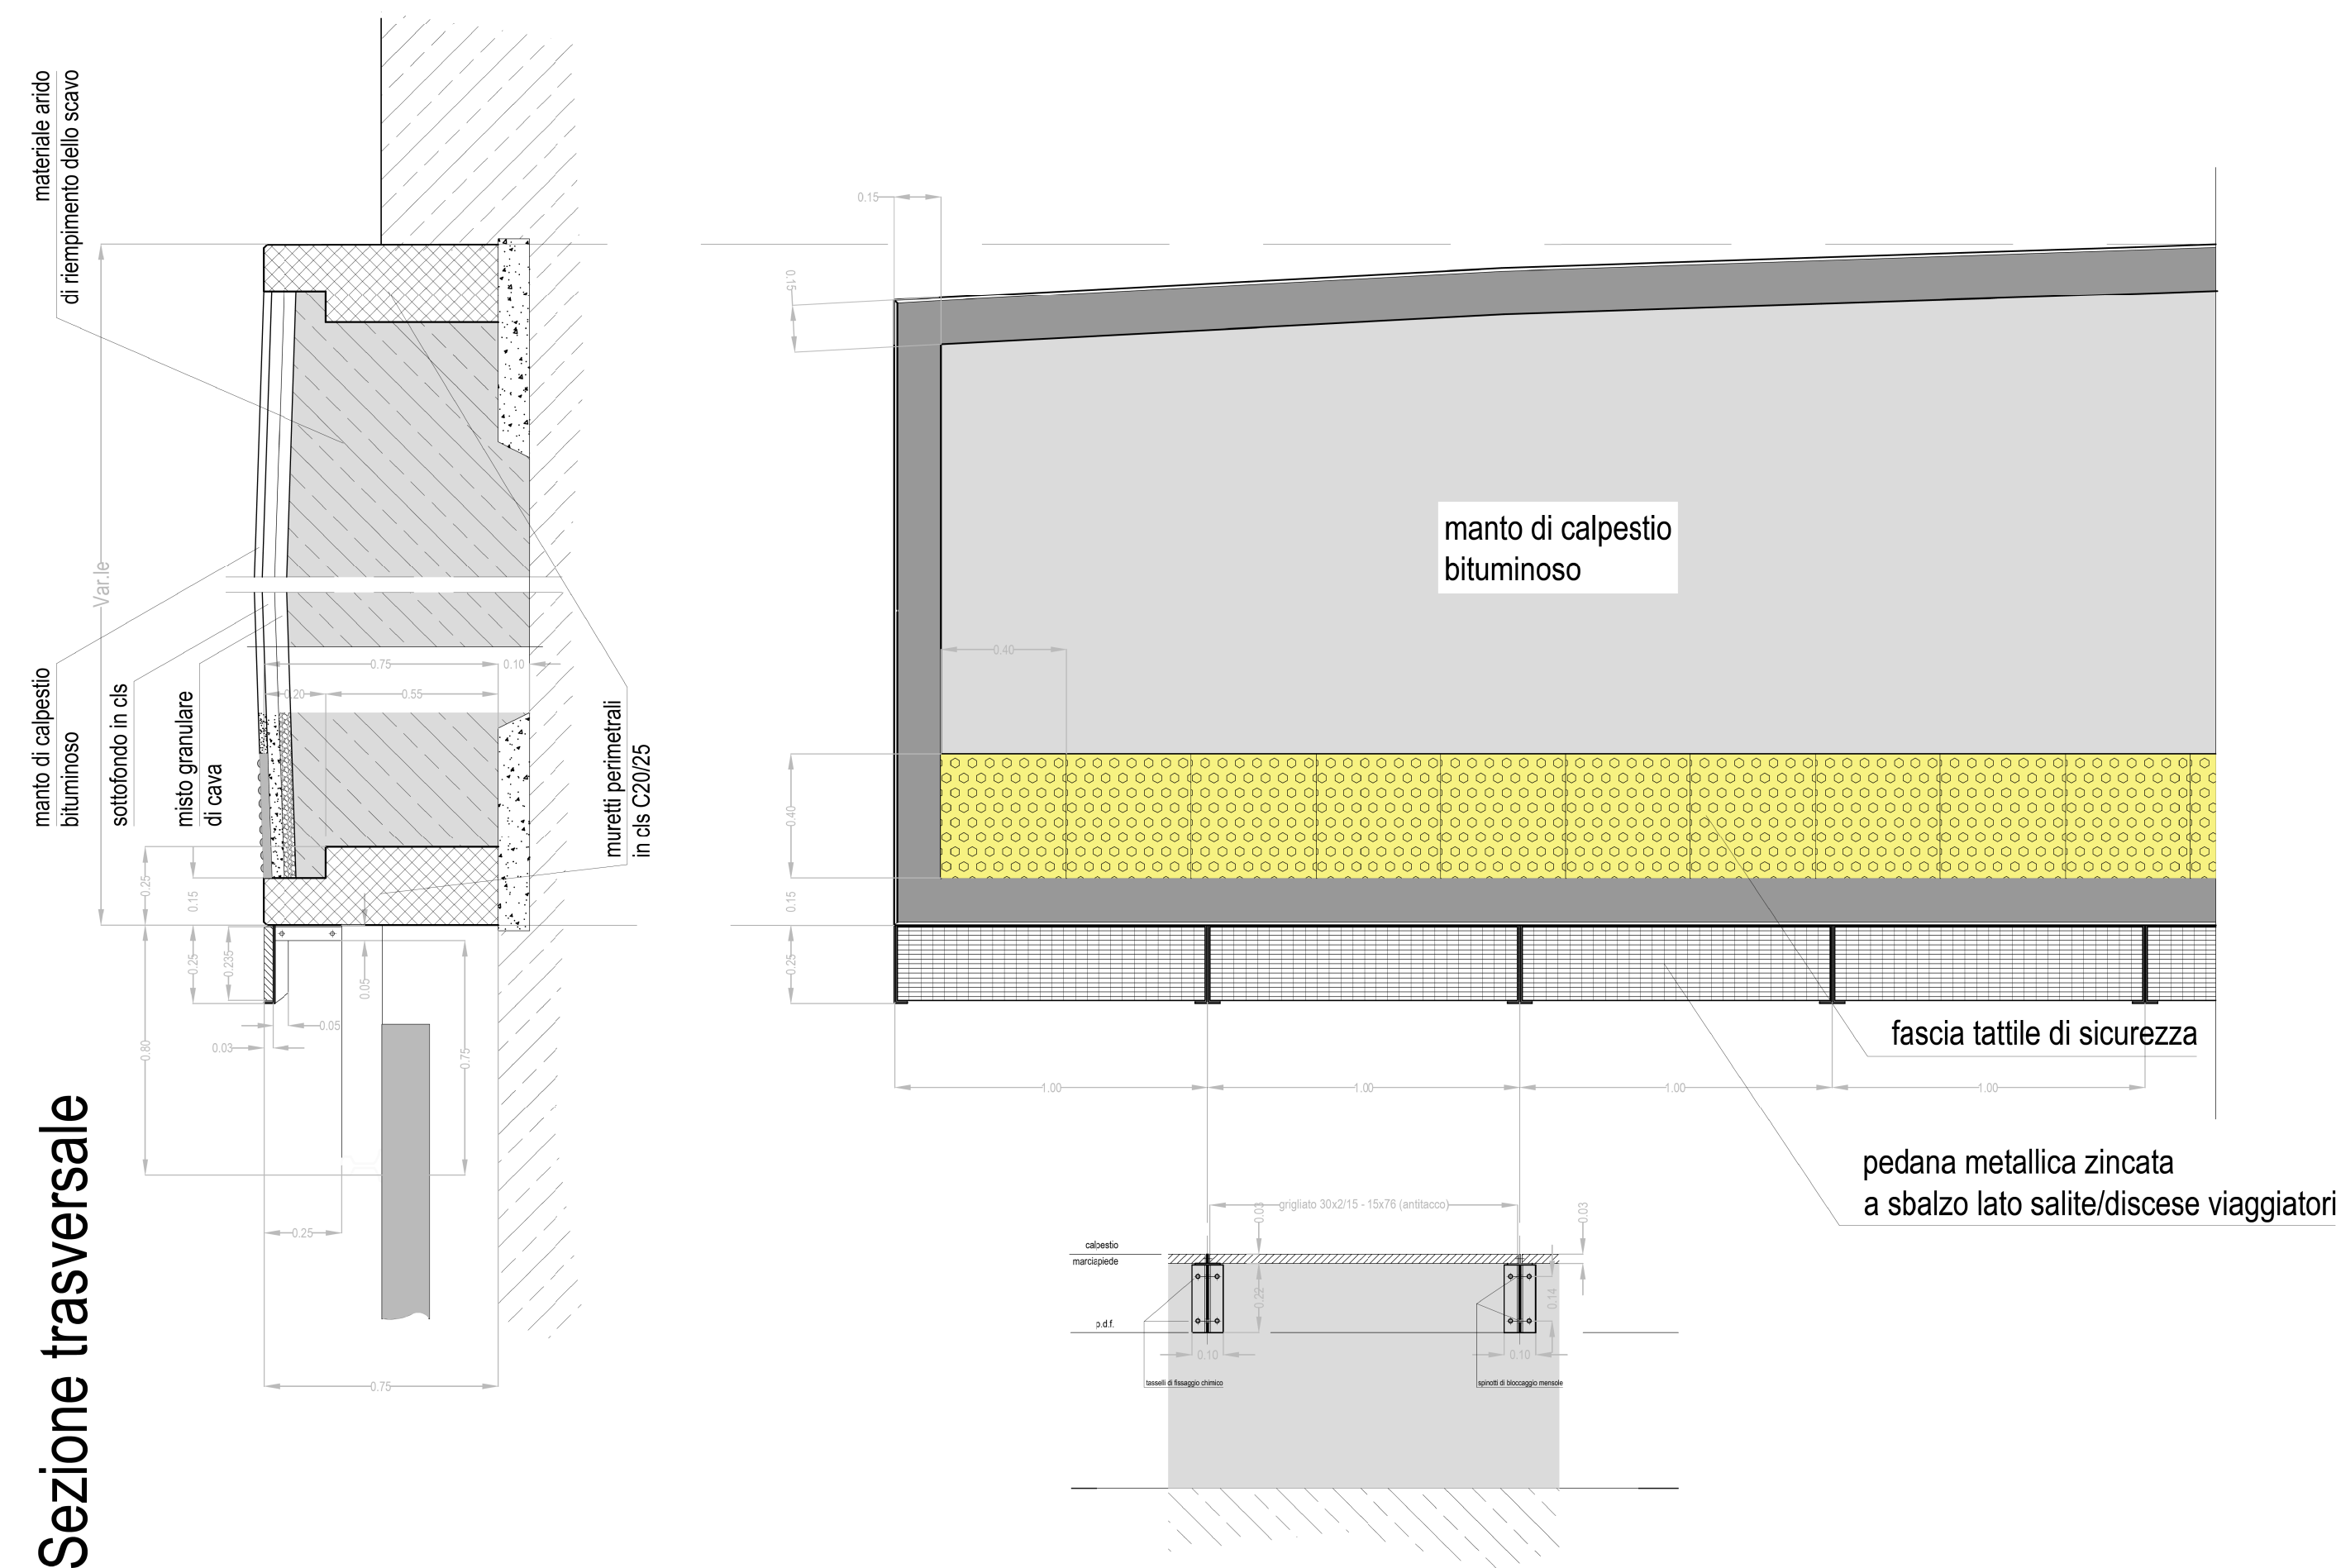 materiale arido
di riempimento dello scavo
Var.le
manto di calpestio
bituminoso
sottofondo in cls
misto granulare
di cava
muretti perimetrali
in cls C20/25
0.75
0.10
0.20
0.55
0.25
0.15
0.25
0.235
0.05
0.05
0.03
0.80
0.75
0.25
0.75
Sezione trasversale
0.15
0.15
manto di calpestio
bituminoso
0.40
0.40
0.15
0.25
fascia tattile di sicurezza
1.00
1.00
1.00
1.00
pedana metallica zincata
a sbalzo lato salite/discese viaggiatori
grigliato 30x2/15 - 15x76 (antitacco)
0.03
0.03
calpestio
marciapiede
0.22
0.14
p.d.f.
0.10
0.10
tasselli di fissaggio chimico
spinotti di bloccaggio mensole